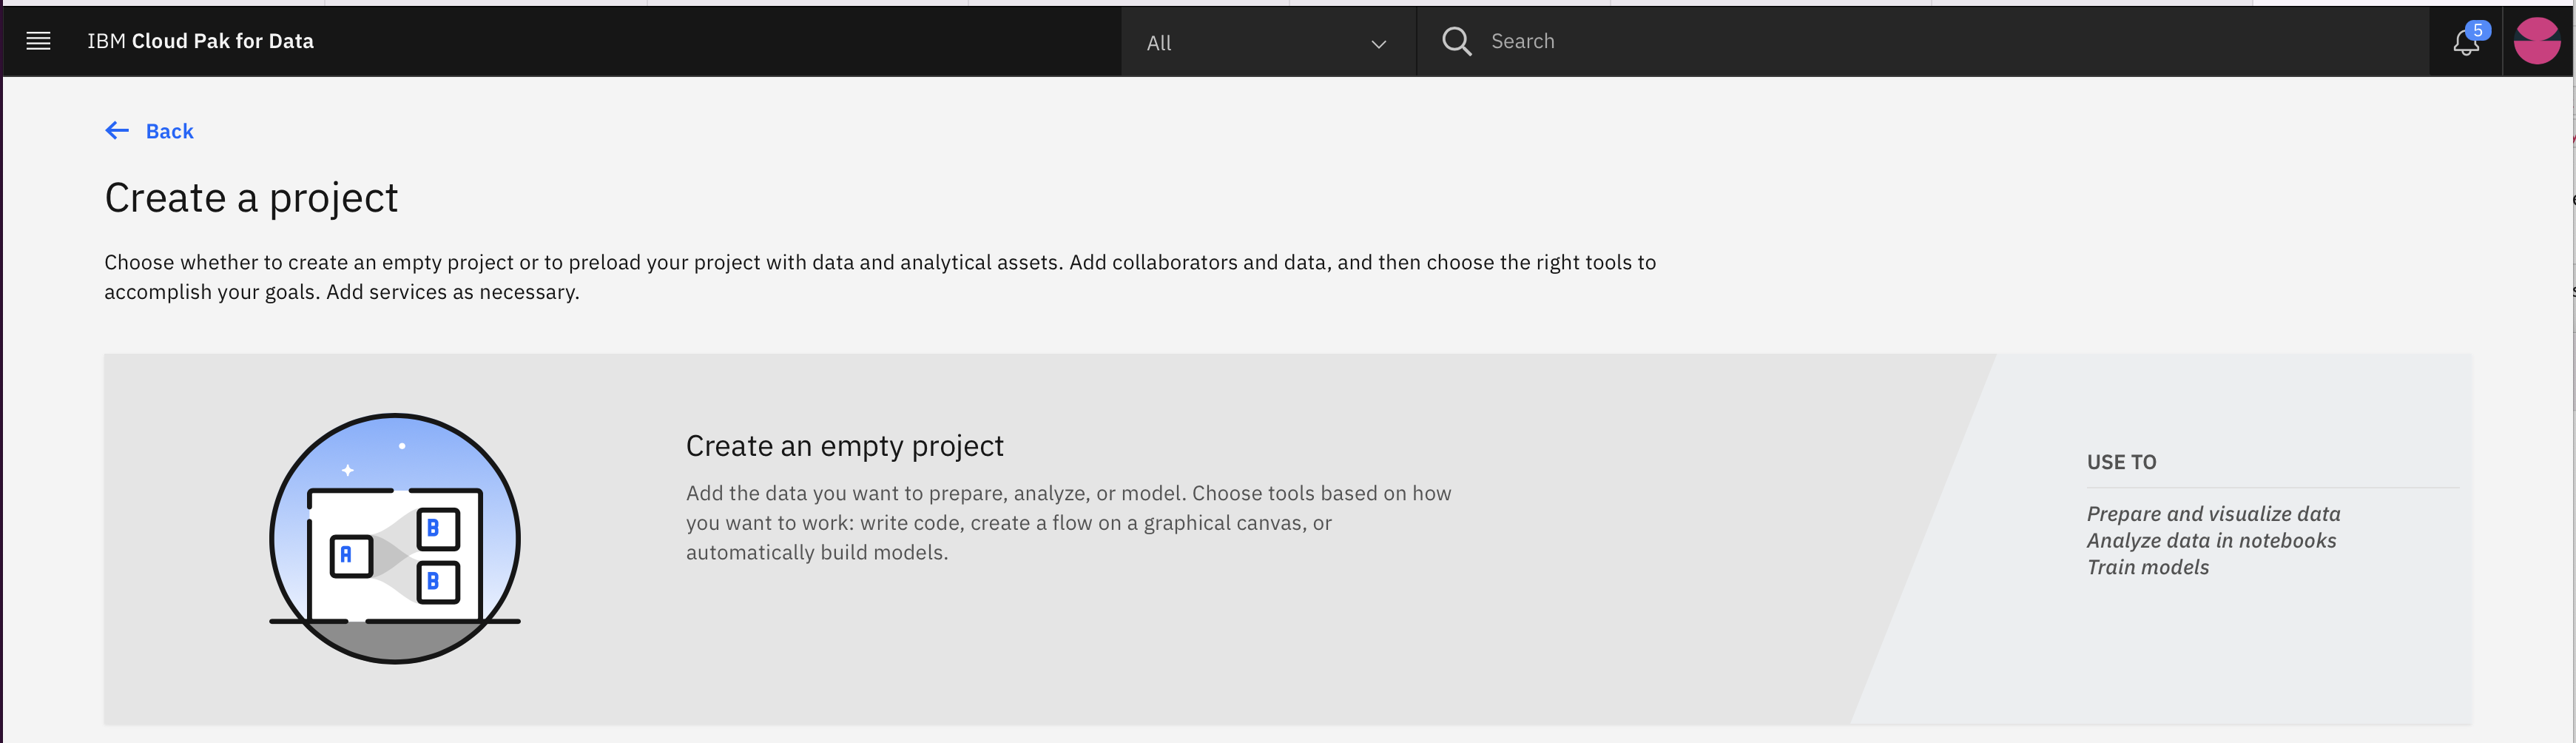 IBM Cloud Pak for Data
All
Search
5
Back
Create a project
Choose whether to create an empty project or to preload your project with data and analytical assets. Add collaborators and data, and then choose the right tools to
accomplish your goals. Add services as necessary.
A
B
B
Create an empty project
Add the data you want to prepare, analyze, or model. Choose tools based on how
you want to work: write code, create a flow on a graphical canvas, or
automatically build models.
USE TO
Prepare and visualize data
Analyze data in notebooks
Train models